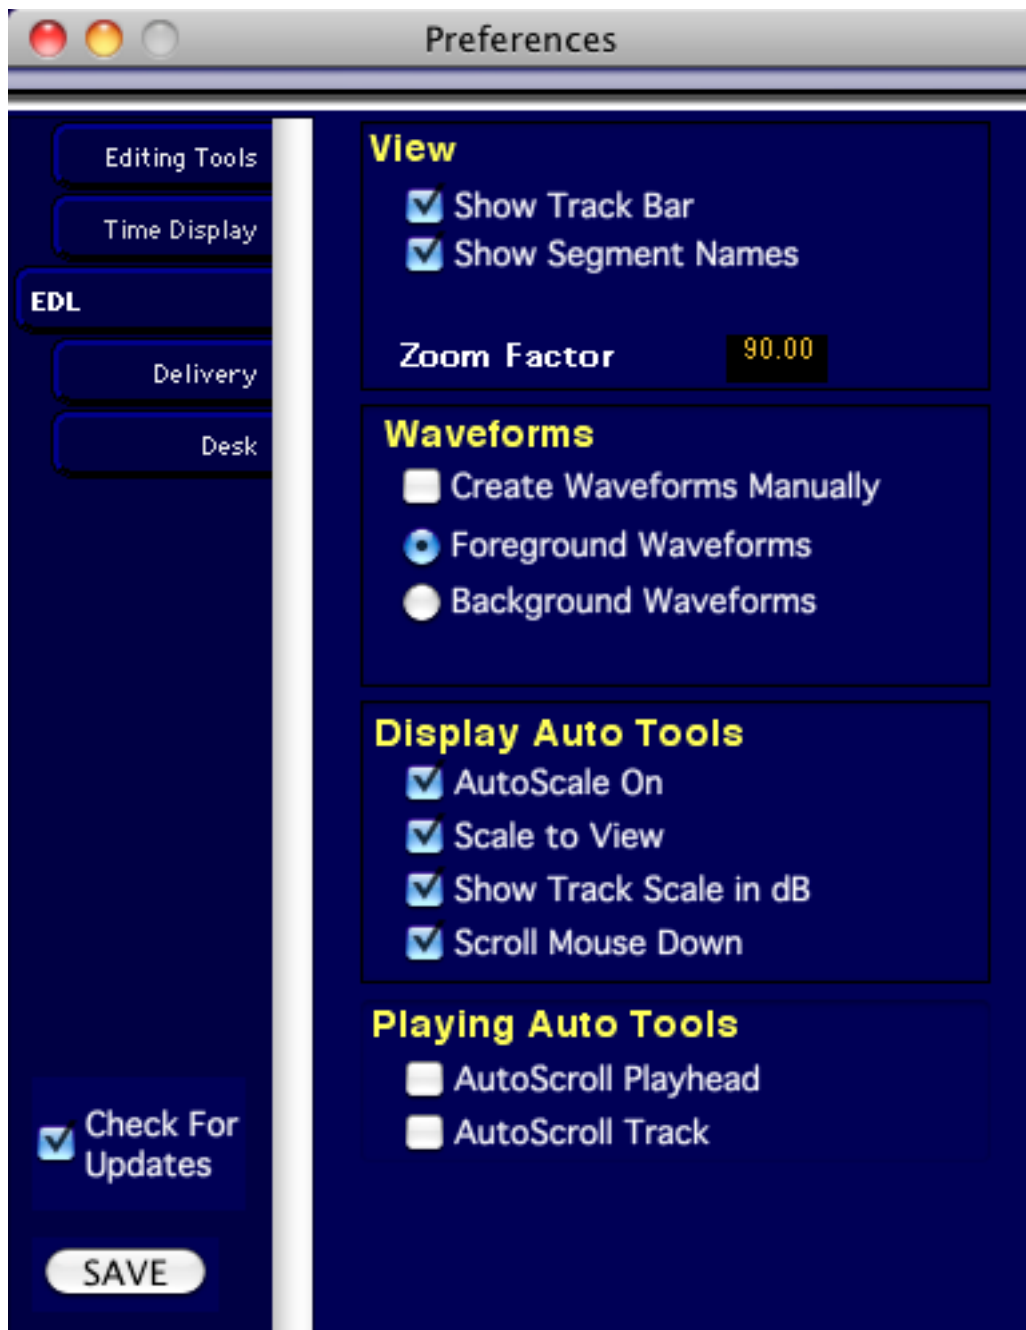 Preferences
Editing Tools
Time Display
EDL
Delivery
Desk
Check For
Updates
SAVE
View
Show Track Bar
Show Segment Names
Zoom Factor 90.00
Waveforms
Create Waveforms Manually
Foreground Waveforms
Background Waveforms
Display Auto Tools
AutoScale On
Scale to View
Show Track Scale in dB
Scroll Mouse Down
Playing Auto Tools
AutoScroll Playhead
AutoScroll Track